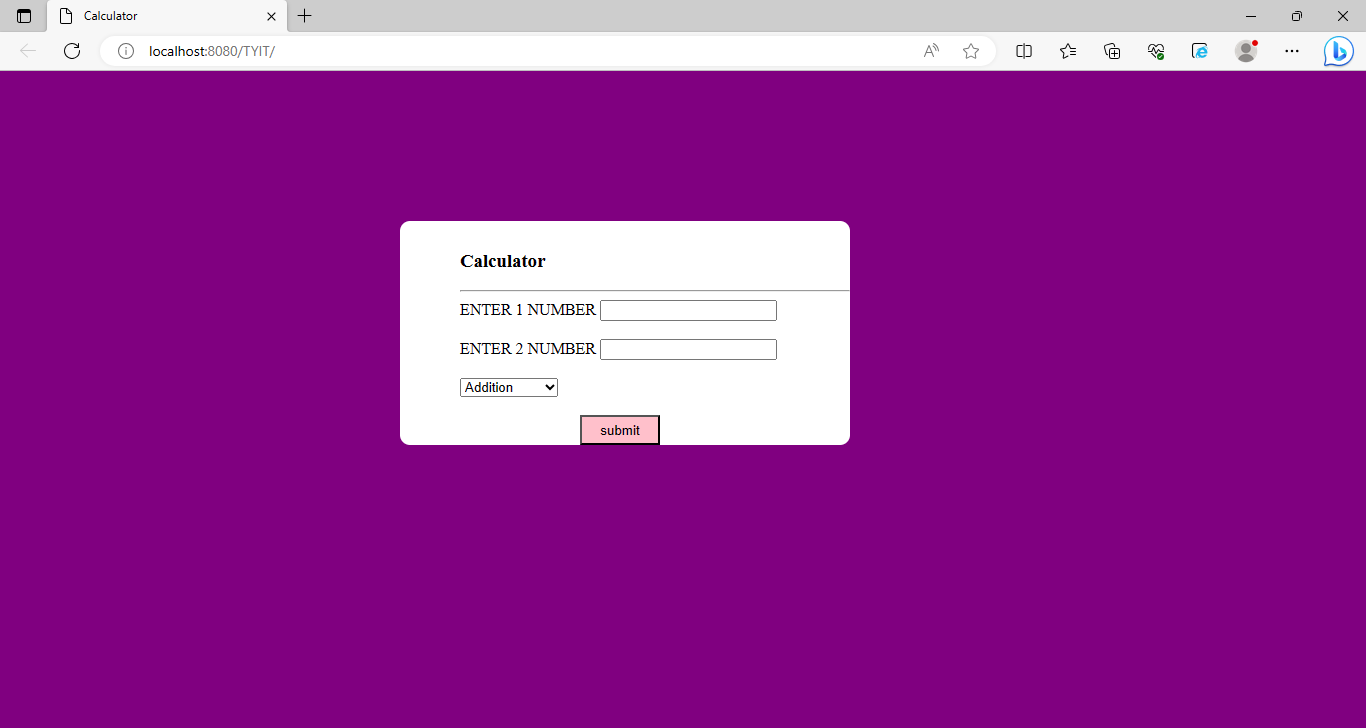 Calculator
localhost:8080/TYIT/
Calculator
ENTER 1 NUMBER
ENTER 2 NUMBER
Addition
submit